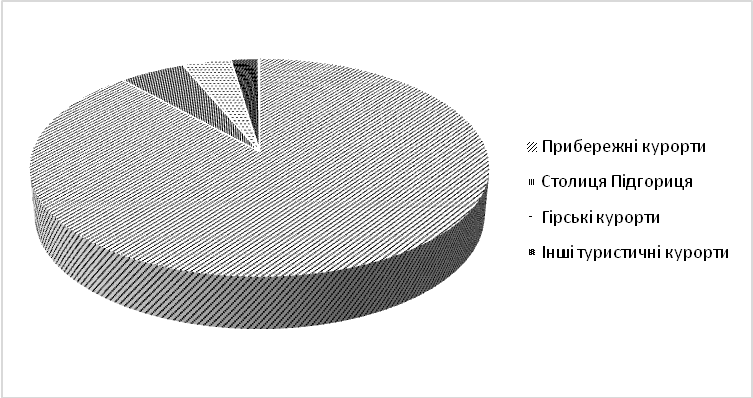 Прибережні курорти
Столиця Підгориця
Гірські курорти
Інші туристичні курорти